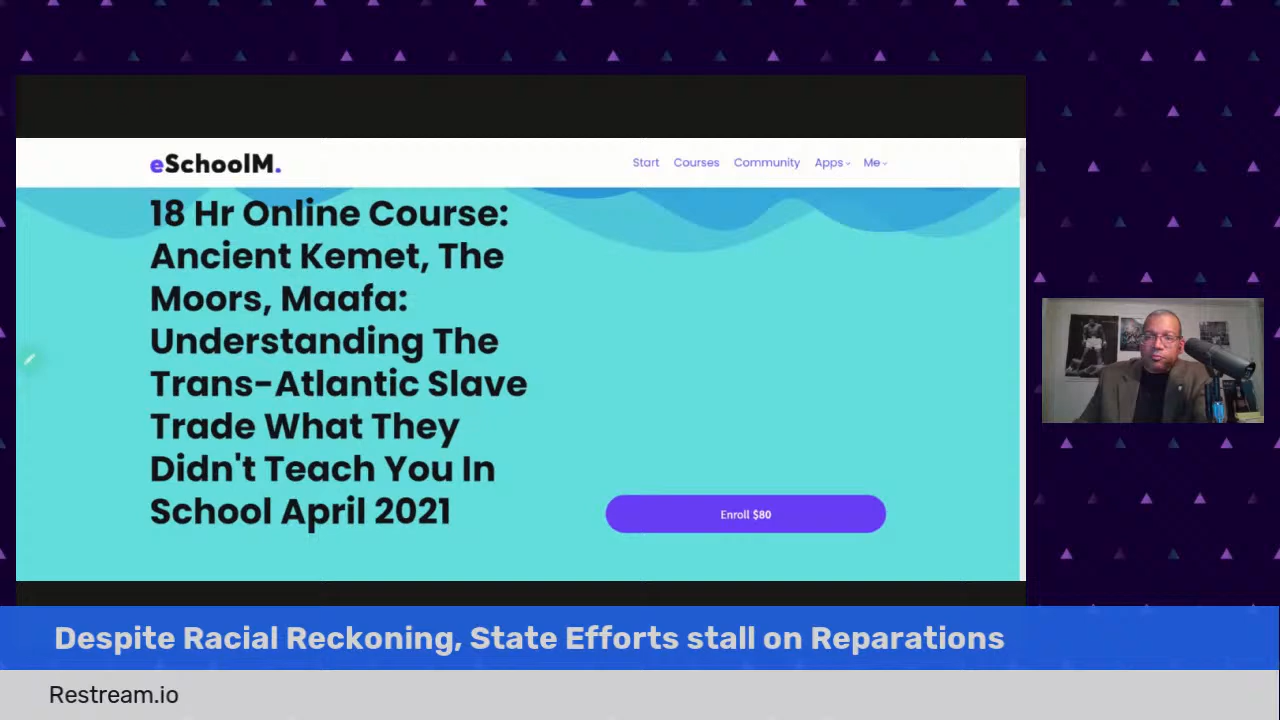 eSchoolM.
Start Courses Community Apps Me
18 Hr Online Course:
Ancient Kemet, The
Moors, Maafa:
Understanding The
Trans-Atlantic Slave
Trade What They
Didn't Teach You In
School April 2021
Enroll $80
Despite Racial Reckoning, State Efforts stall on Reparations
Restream.io